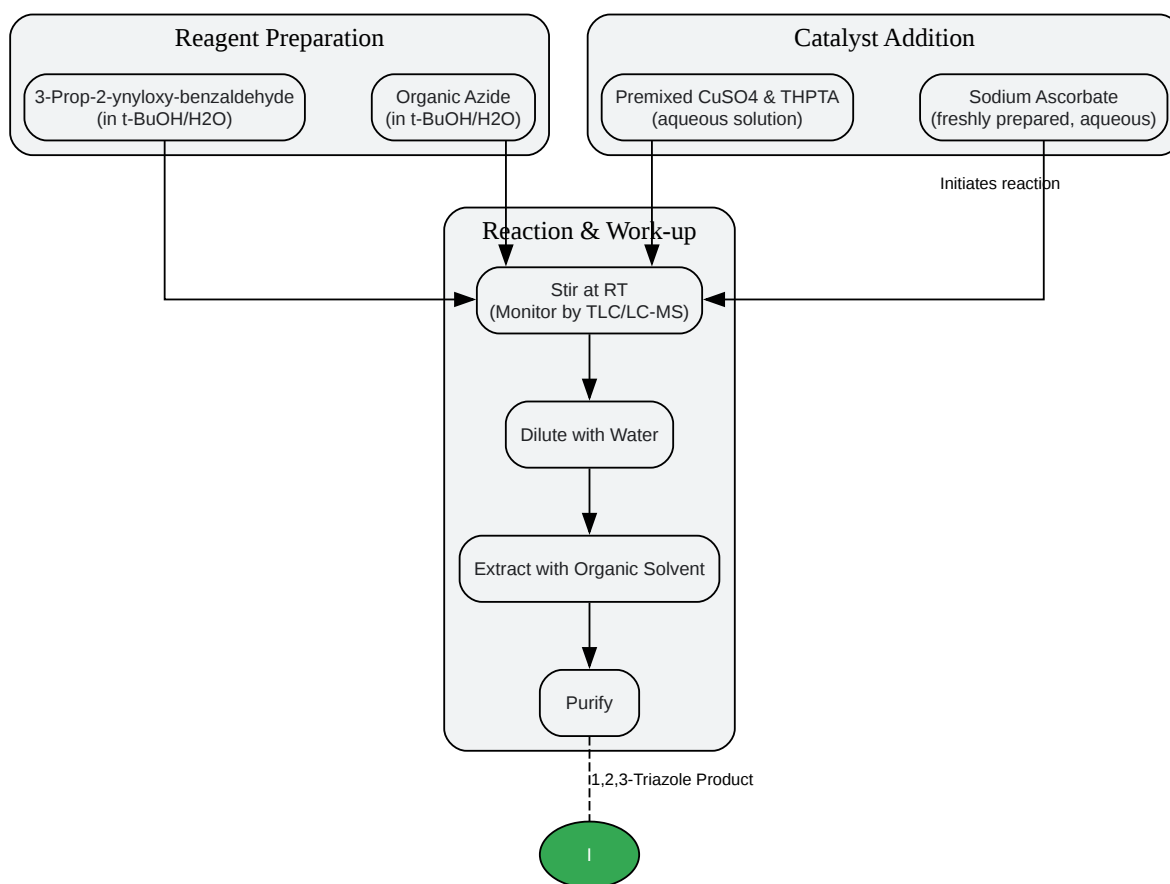 Reagent Preparation
3-Prop-2-ynyloxy-benzaldehyde
(in t-BuOH/H2O)
Organic Azide
(in t-BuOH/H2O)
Catalyst Addition
Premixed CuSO4 & THPTA
(aqueous solution)
Sodium Ascorbate
(freshly prepared, aqueous)
Initiates reaction
Reaction & Work-up
Stir at RT
(Monitor by TLC/LC-MS)
Dilute with Water
Extract with Organic Solvent
Purify
1,2,3-Triazole Product
I